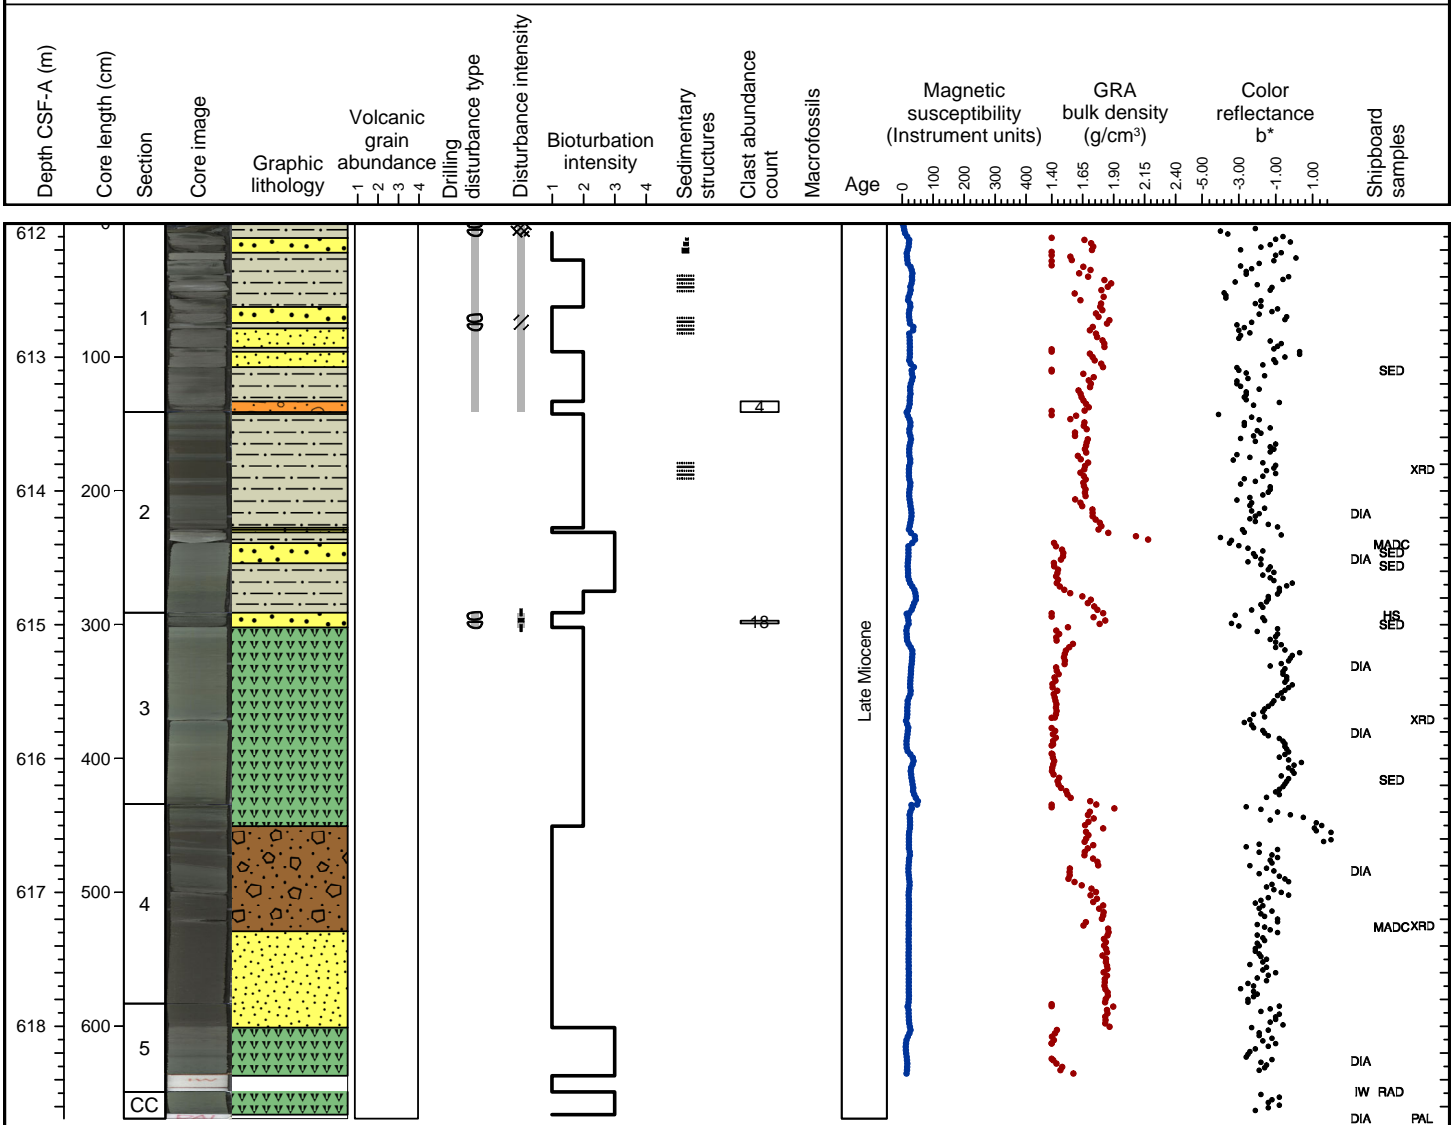 Depth CSF-A (m)
Core length (cm)
Section
Core image
Graphic
lithology
Volcanic
grain
abundance
1 2 3 4
Drilling
disturbance type
Disturbance intensity
Bioturbation
intensity
1 2 3 4
Sedimentary
structures
Clast abundance
count
Macrofossils
Age
Magnetic
susceptibility
(Instrument units)
0 100 200 300 400
GRA
bulk density
(g/cm³)
1.40 1.65 1.90 2.15 2.40
Color
reflectance
b*
-5.00 -3.00 -1.00 1.00
Shipboard
samples
612
0
1
613
100
SED
4
XRD
614
200
2
DIA
MADC
SED
DIA
SED
HS
615
300
18
SED
Late Miocene
DIA
3
XRD
DIA
616
400
SED
DIA
617
500
4
MADC XRD
618
600
5
DIA
IW RAD
CC
DIA PAL